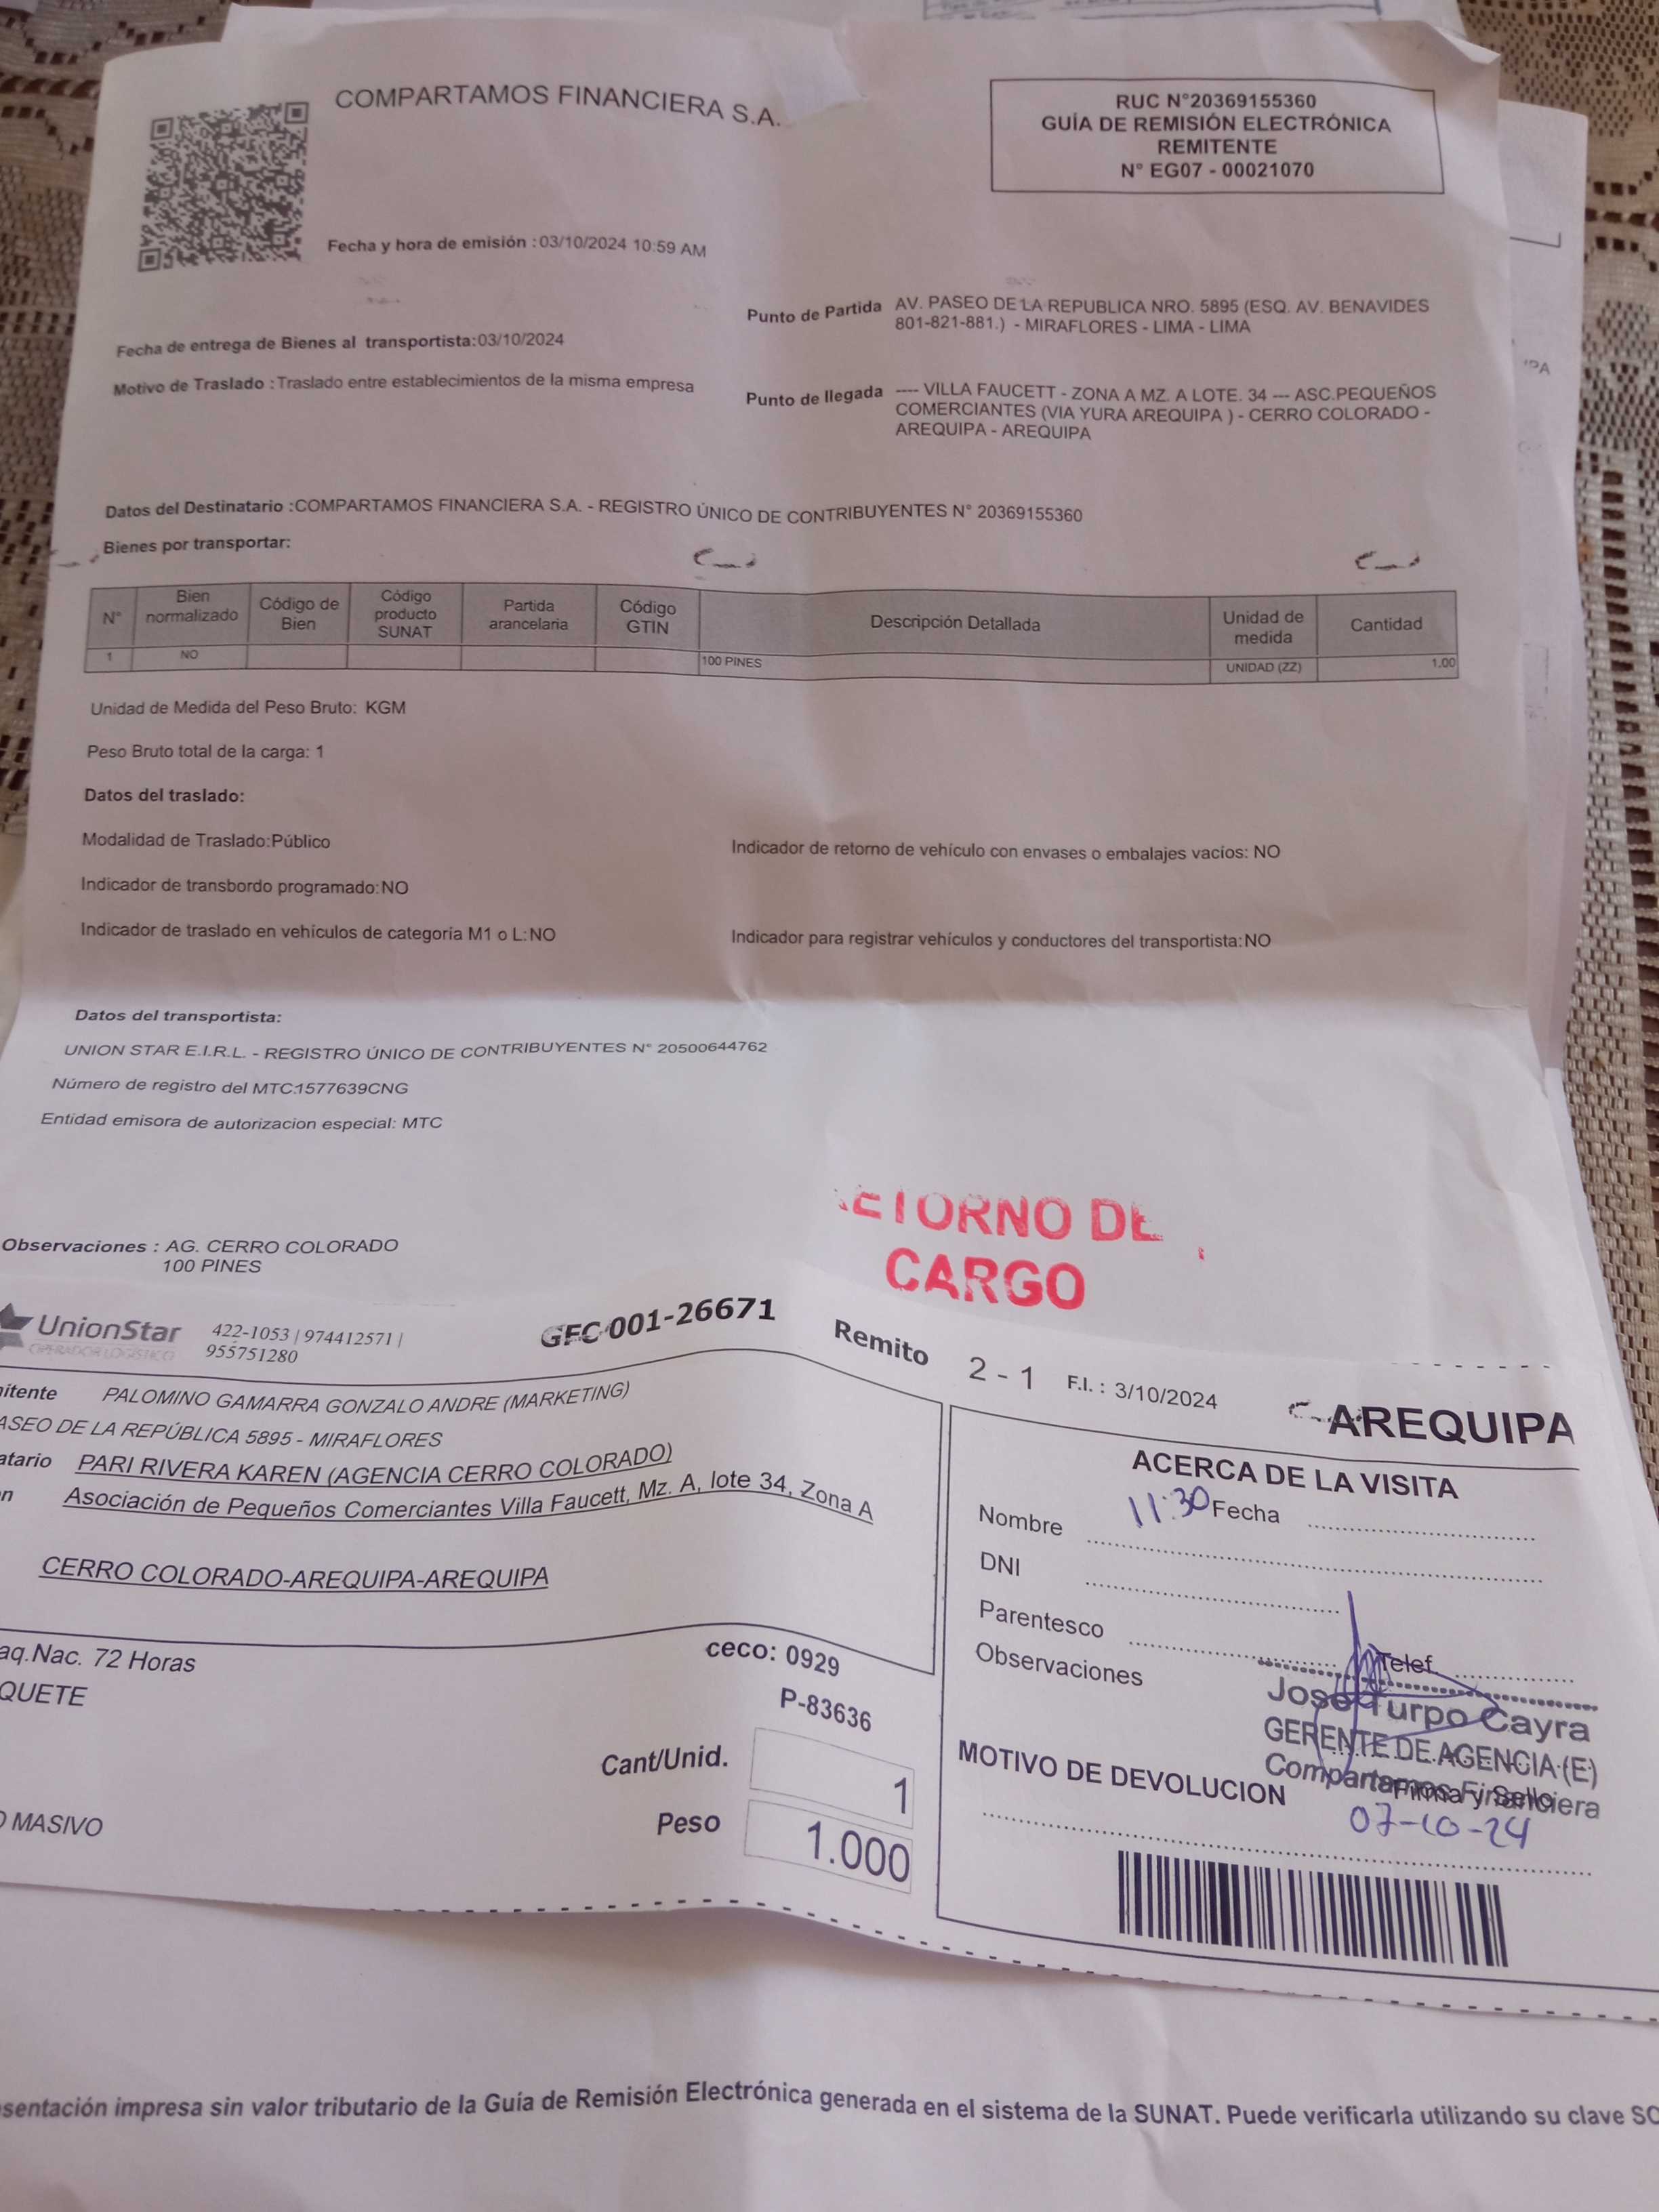 COMPARTAMOS FINANCIERA S.A.
RUC N°20369155360
GUÍA DE REMISIÓN ELECTRÓNICA
REMITENTE
N° EG07 - 00021070
Fecha y hora de emisión :03/10/2024 10:59 AM
Punto de Partida AV. PASEO DE LA REPUBLICA NRO. 5895 (ESQ. AV. BENAVIDES
801-821-881.) - MIRAFLORES - LIMA - LIMA
Fecha de entrega de Bienes al transportista:03/10/2024
Motivo de Traslado :Traslado entre establecimientos de la misma empresa
Punto de llegada ---- VILLA FAUCETT - ZONA A MZ. A LOTE. 34 --- ASC.PEQUEÑOS
COMERCIANTES (VIA YURA AREQUIPA ) - CERRO COLORADO -
AREQUIPA - AREQUIPA
Datos del Destinatario :COMPARTAMOS FINANCIERA S.A. - REGISTRO ÚNICO DE CONTRIBUYENTES N° 20369155360
Bienes por transportar:
N° Bien normalizado Código de Bien Código producto SUNAT Partida arancelaria Código GTIN Descripción Detallada Unidad de medida Cantidad
1 NO 100 PINES UNIDAD (ZZ) 1.00
Unidad de Medida del Peso Bruto: KGM
Peso Bruto total de la carga: 1
Datos del traslado:
Modalidad de Traslado:Público
Indicador de retorno de vehículo con envases o embalajes vacíos: NO
Indicador de transbordo programado:NO
Indicador de traslado en vehículos de categoría M1 o L:NO
Indicador para registrar vehículos y conductores del transportista:NO
Datos del transportista:
UNION STAR E.I.R.L. - REGISTRO ÚNICO DE CONTRIBUYENTES N° 20500644762
Número de registro del MTC:1577639CNG
Entidad emisora de autorizacion especial: MTC
ETORNO DE
CARGO
Observaciones : AG. CERRO COLORADO
100 PINES
UnionStar
OPERADOR LOGÍSTICO
422-1053 | 974412571 |
955751280
GEC 001-26671
Remito 2 - 1 F.I. : 3/10/2024
AREQUIPA
itente PALOMINO GAMARRA GONZALO ANDRE (MARKETING)
ASEO DE LA REPÚBLICA 5895 - MIRAFLORES
atario PARI RIVERA KAREN (AGENCIA CERRO COLORADO)
n Asociación de Pequeños Comerciantes Villa Faucett, Mz. A, lote 34, Zona A
CERRO COLORADO-AREQUIPA-AREQUIPA
aq.Nac. 72 Horas
QUETE
ceco: 0929
P-83636
Cant/Unid. 1
Peso 1.000
O MASIVO
ACERCA DE LA VISITA
11:30 Fecha
Nombre
DNI
Parentesco
Telef.
Observaciones
Jose Turpo Cayra
GERENTE DE AGENCIA (E)
Compartamos Financiera
Firma y Sello
MOTIVO DE DEVOLUCION
07-10-24
sentación impresa sin valor tributario de la Guía de Remisión Electrónica generada en el sistema de la SUNAT. Puede verificarla utilizando su clave SO